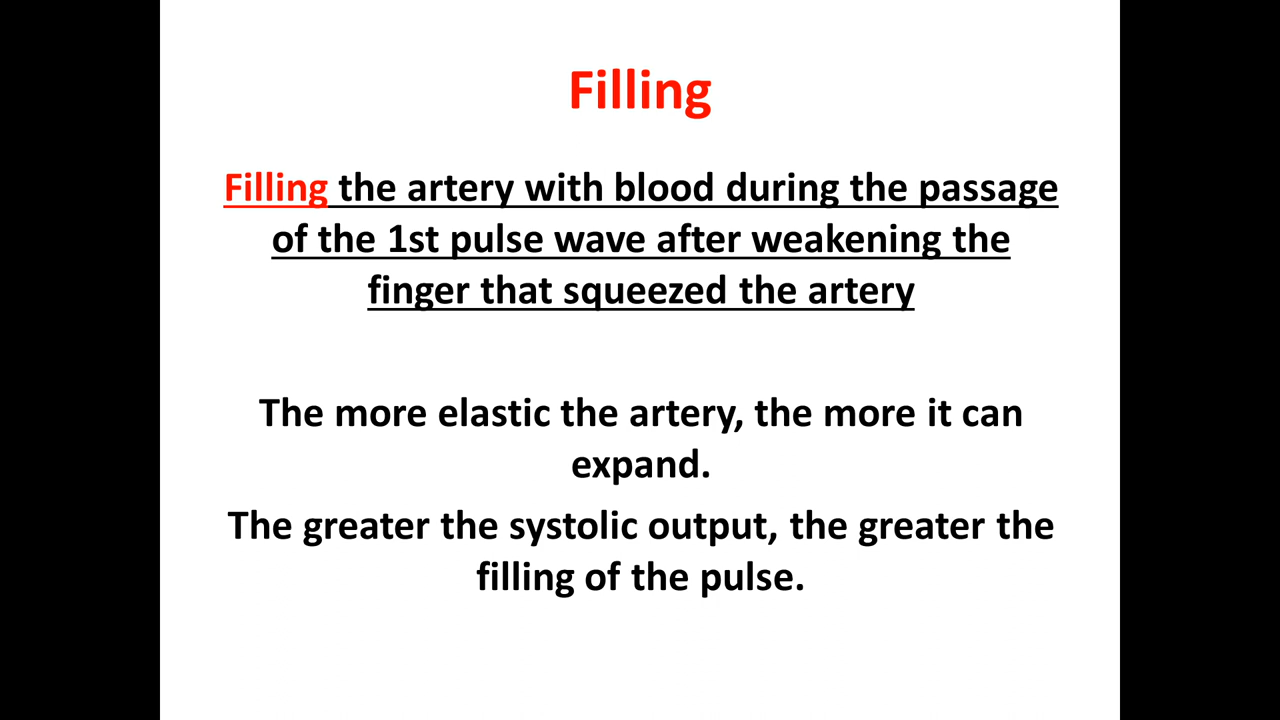 Filling
Filling the artery with blood during the passage
of the 1st pulse wave after weakening the
finger that squeezed the artery
The more elastic the artery, the more it can
expand.
The greater the systolic output, the greater the
filling of the pulse.